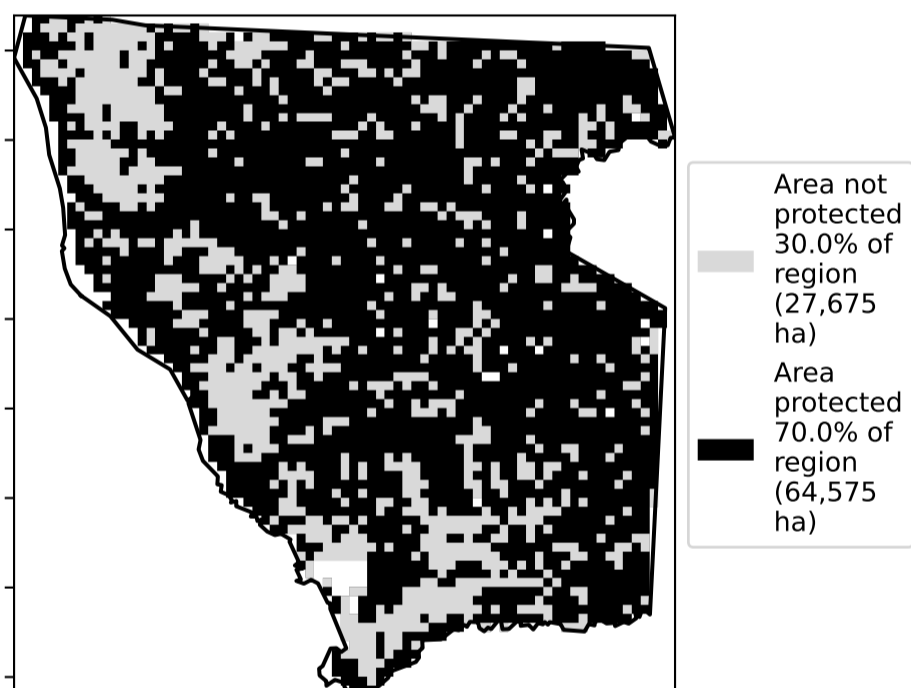 Area not
protected
30.0% of
region
(27,675
ha)
Area
protected
70.0% of
region
(64,575
ha)